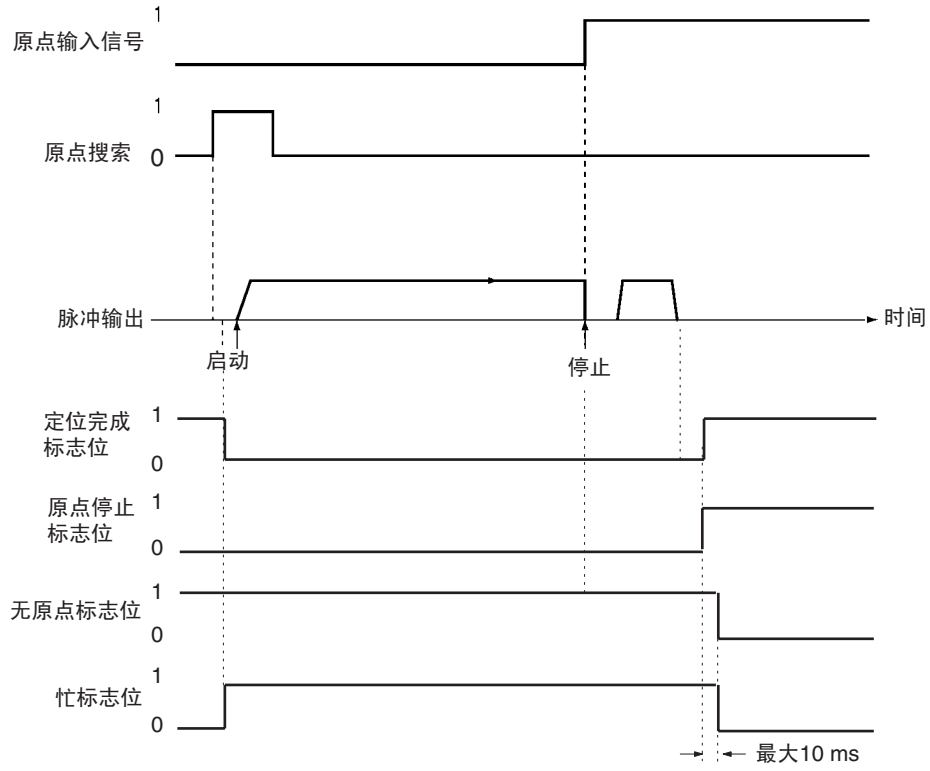 1
原点输入信号
1
原点搜索
0
脉冲输出
时间
启动
停止
定位完成
标志位
1
0
原点停止
标志位
1
0
无原点标志位
1
0
忙标志位
1
0
最大10 ms